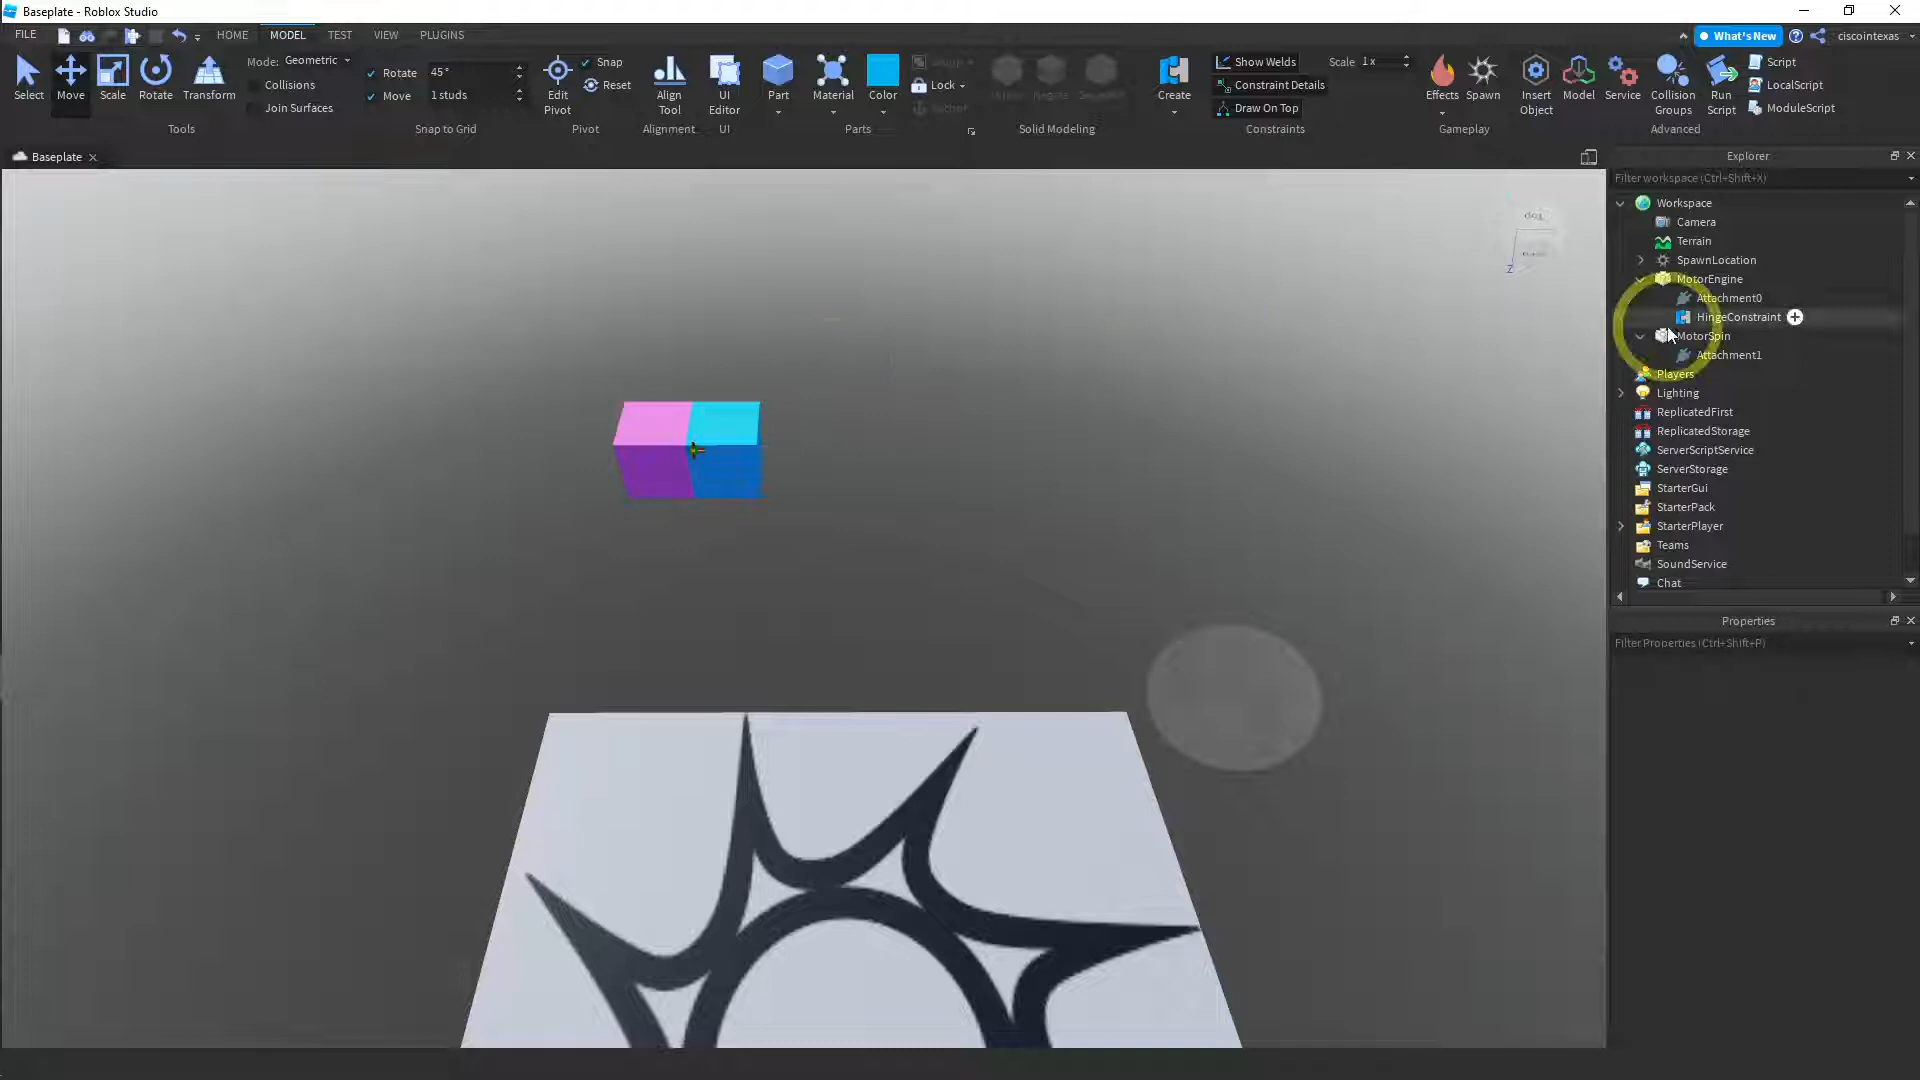 Baseplate - Roblox Studio
FILE HOME MODEL TEST VIEW PLUGINS What's New ciscointexas
Select Move Scale Rotate Transform
Mode: Geometric
Collisions
Join Surfaces
Tools
Rotate 45°
Move 1 studs
Snap to Grid
Edit Pivot
Snap
Reset
Pivot
Align Tool
Alignment
UI Editor
UI
Part Material Color
Lock
Parts
Solid Modeling
Create
Show Welds
Constraint Details
Draw On Top
Scale 1 x
Constraints
Effects Spawn
Gameplay
Insert Object
Model
Service
Collision Groups
Run Script
Script
LocalScript
ModuleScript
Advanced
Baseplate
Explorer
Filter workspace (Ctrl+Shift+X)
Workspace
Camera
Terrain
SpawnLocation
MotorEngine
Attachment0
HingeConstraint
MotorSpin
Attachment1
Players
Lighting
ReplicatedFirst
ReplicatedStorage
ServerScriptService
ServerStorage
StarterGui
StarterPack
StarterPlayer
Teams
SoundService
Chat
Properties
Filter Properties (Ctrl+Shift+P)
Z